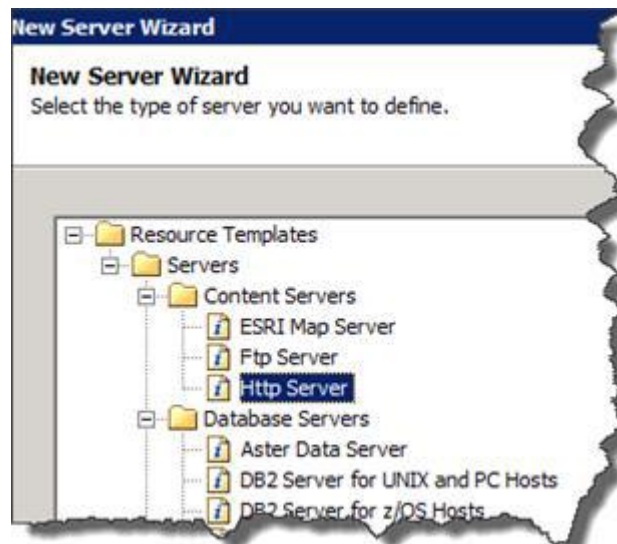 New Server Wizard
New Server Wizard
Select the type of server you want to define.
Resource Templates
Servers
Content Servers
ESRI Map Server
Ftp Server
Http Server
Database Servers
Aster Data Server
DB2 Server for UNIX and PC Hosts
DB2 Server for z/OS Hosts